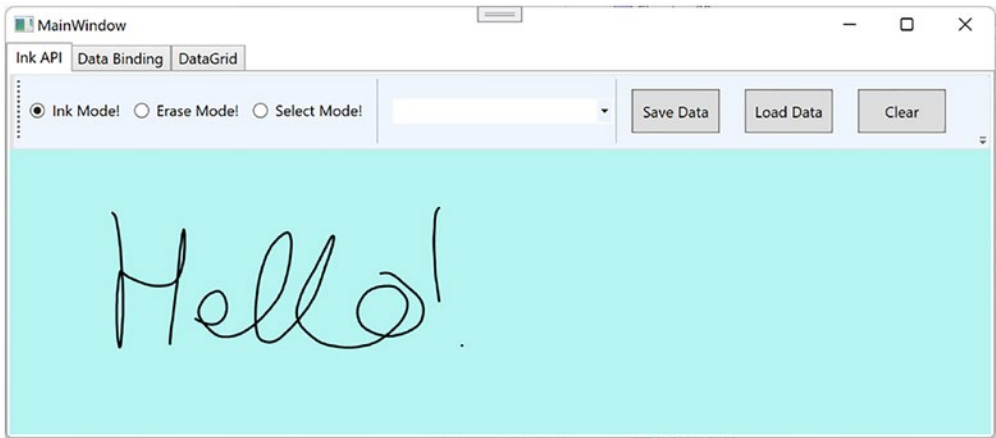 MainWindow
Ink API Data Binding DataGrid
Ink Mode! Erase Mode! Select Mode! Save Data Load Data Clear
Hello!